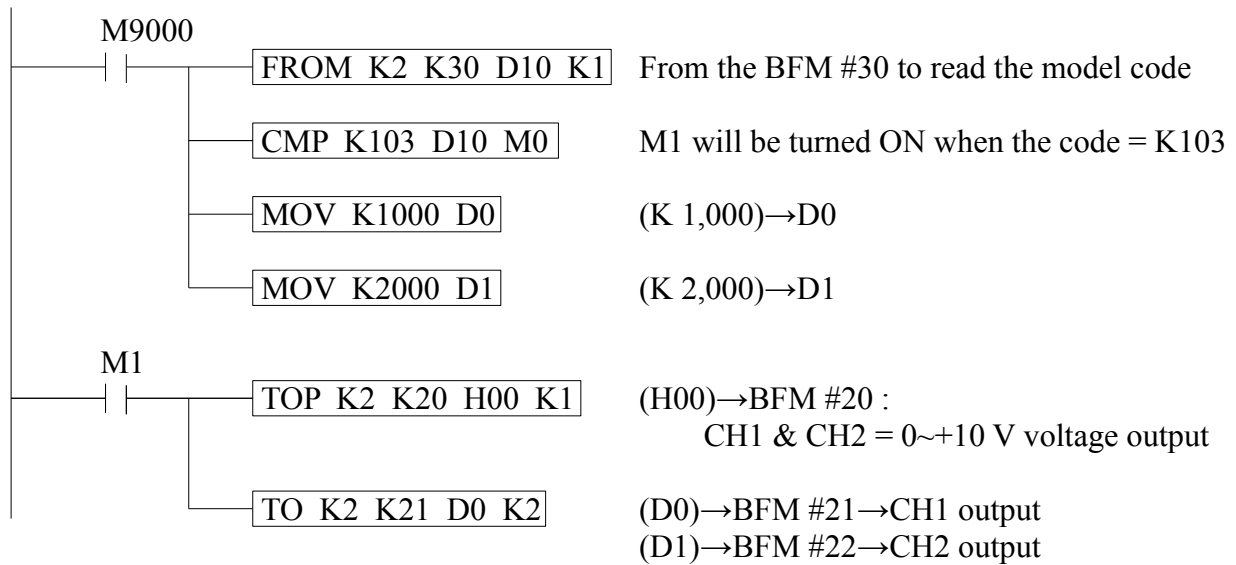 M9000
FROM K2 K30 D10 K1 From the BFM #30 to read the model code
CMP K103 D10 M0 M1 will be turned ON when the code = K103
MOV K1000 D0 (K 1,000)→D0
MOV K2000 D1 (K 2,000)→D1
M1
TOP K2 K20 H00 K1 (H00)→BFM #20 :
CH1 & CH2 = 0~+10 V voltage output
TO K2 K21 D0 K2 (D0)→BFM #21→CH1 output
(D1)→BFM #22→CH2 output